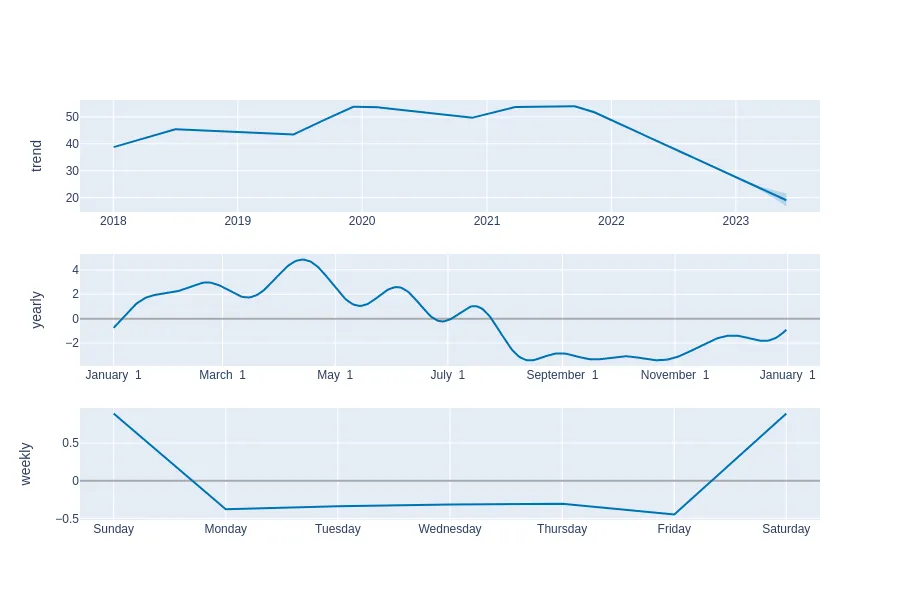 trend
50
40
30
20
2018 2019 2020 2021 2022 2023
yearly
4
2
0
−2
January 1 March 1 May 1 July 1 September 1 November 1 January 1
weekly
0.5
0
−0.5
Sunday Monday Tuesday Wednesday Thursday Friday Saturday